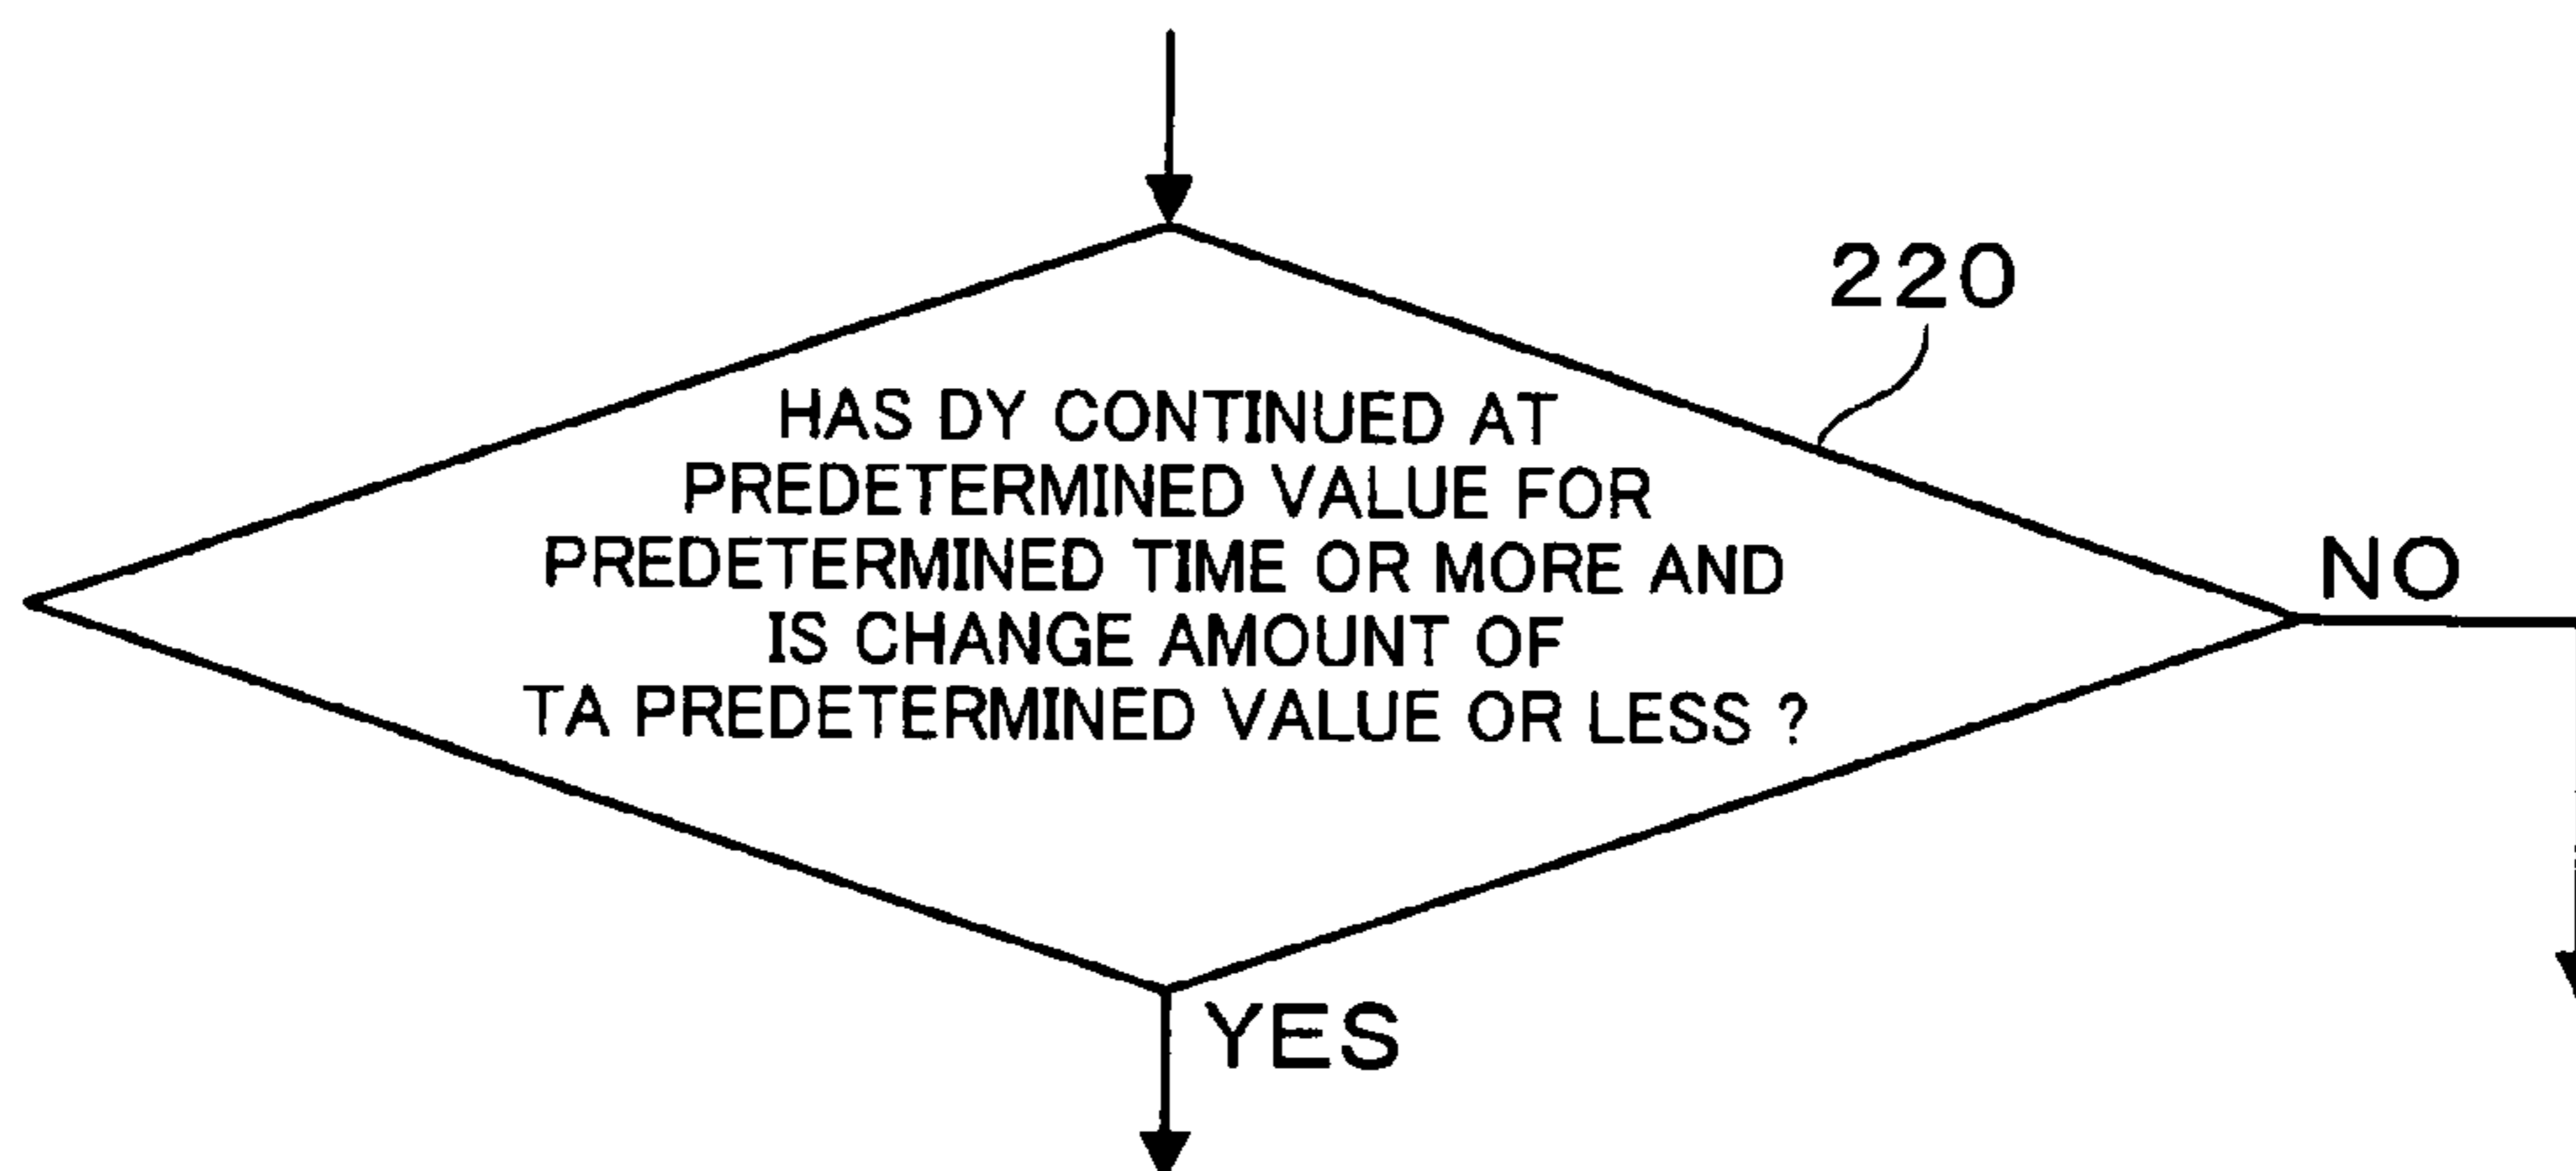 220
HAS DY CONTINUED AT
PREDETERMINED VALUE FOR
PREDETERMINED TIME OR MORE AND
IS CHANGE AMOUNT OF
TA PREDETERMINED VALUE OR LESS ?
NO
YES